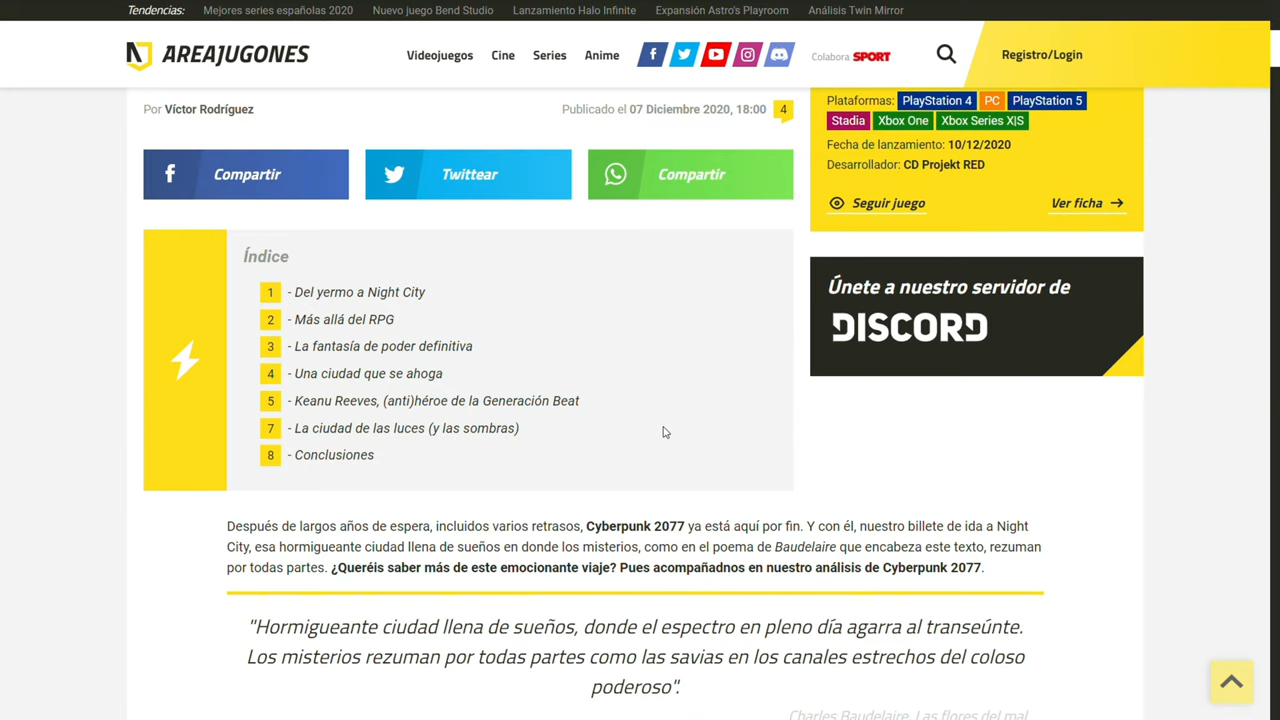 Tendencias: Mejores series españolas 2020 Nuevo juego Bend Studio Lanzamiento Halo Infinite Expansión Astro's Playroom Análisis Twin Mirror
AREAJUGONES Videojuegos Cine Series Anime Colabora: SPORT Registro/Login
Por Víctor Rodríguez Publicado el 07 Diciembre 2020, 18:00 4
Plataformas: PlayStation 4 PC PlayStation 5
Stadia Xbox One Xbox Series X|S
Fecha de lanzamiento: 10/12/2020
Desarrollador: CD Projekt RED
Seguir juego Ver ficha
Compartir Twittear Compartir
Índice
1 - Del yermo a Night City
2 - Más allá del RPG
3 - La fantasía de poder definitiva
4 - Una ciudad que se ahoga
5 - Keanu Reeves, (anti)héroe de la Generación Beat
7 - La ciudad de las luces (y las sombras)
8 - Conclusiones
Únete a nuestro servidor de
DISCORD
Después de largos años de espera, incluidos varios retrasos, Cyberpunk 2077 ya está aquí por fin. Y con él, nuestro billete de ida a Night
City, esa hormigueante ciudad llena de sueños en donde los misterios, como en el poema de Baudelaire que encabeza este texto, rezuman
por todas partes. ¿Queréis saber más de este emocionante viaje? Pues acompañadnos en nuestro análisis de Cyberpunk 2077.
"Hormigueante ciudad llena de sueños, donde el espectro en pleno día agarra al transeúnte.
Los misterios rezuman por todas partes como las savias en los canales estrechos del coloso
poderoso".
Charles Baudelaire. Las flores del mal